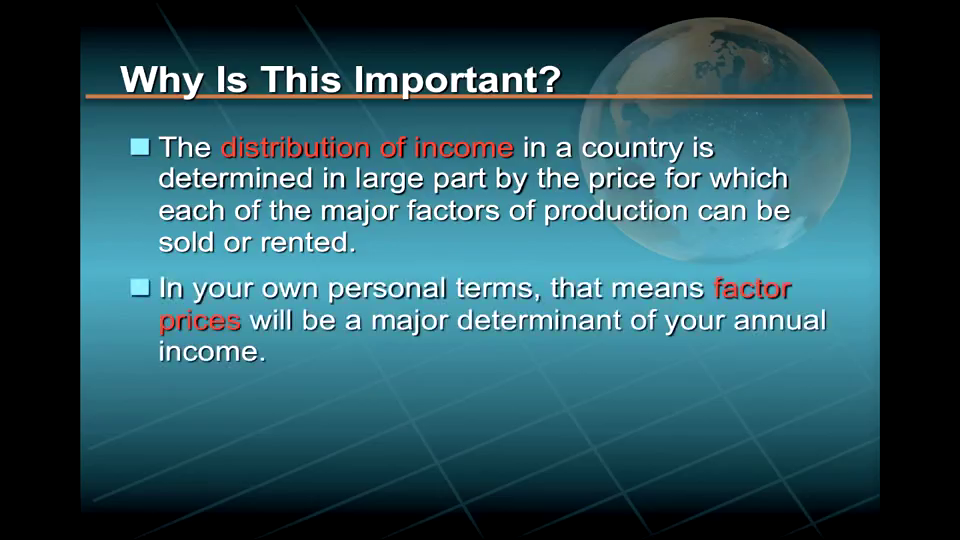 Why Is This Important?
The distribution of income in a country is
determined in large part by the price for which
each of the major factors of production can be
sold or rented.
In your own personal terms, that means factor
prices will be a major determinant of your annual
income.